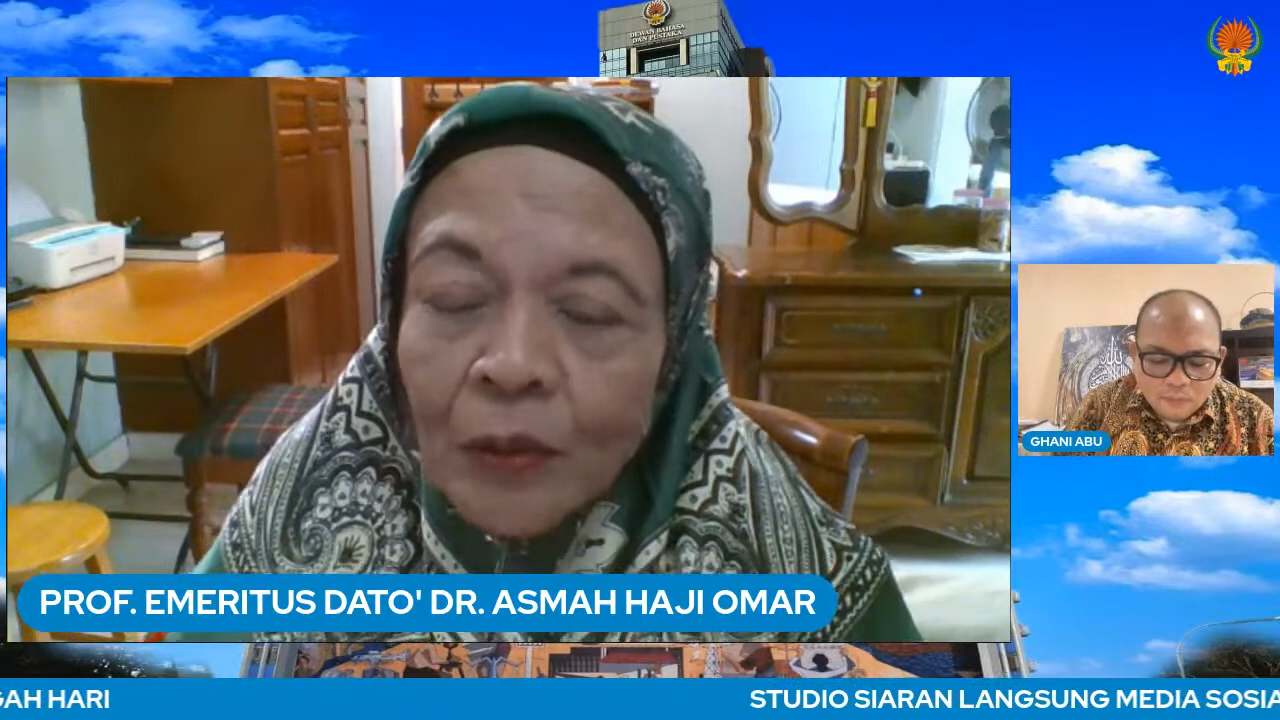 DEWAN BAHASA
DAN PUSTAKA
GHANI ABU
PROF. EMERITUS DATO' DR. ASMAH HAJI OMAR
GAH HARI
STUDIO SIARAN LANGSUNG MEDIA SOSIA